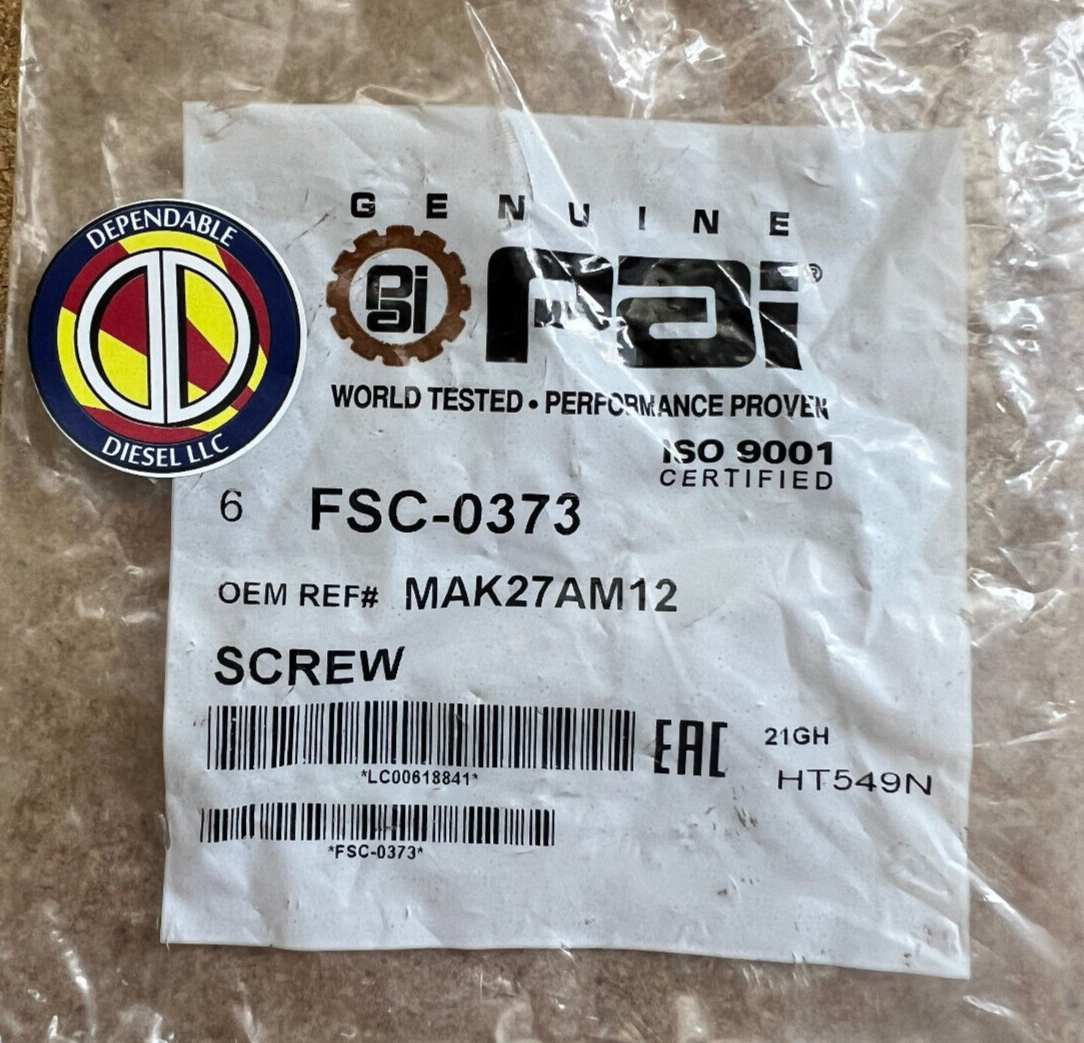 DEPENDABLE
DIESEL LLC
GENUINE
pai
pai®
WORLD TESTED • PERFORMANCE PROVEN
ISO 9001
CERTIFIED
6 FSC-0373
OEM REF# MAK27AM12
SCREW
EAC 21GH
HT549N
*LC00618841*
*FSC-0373*